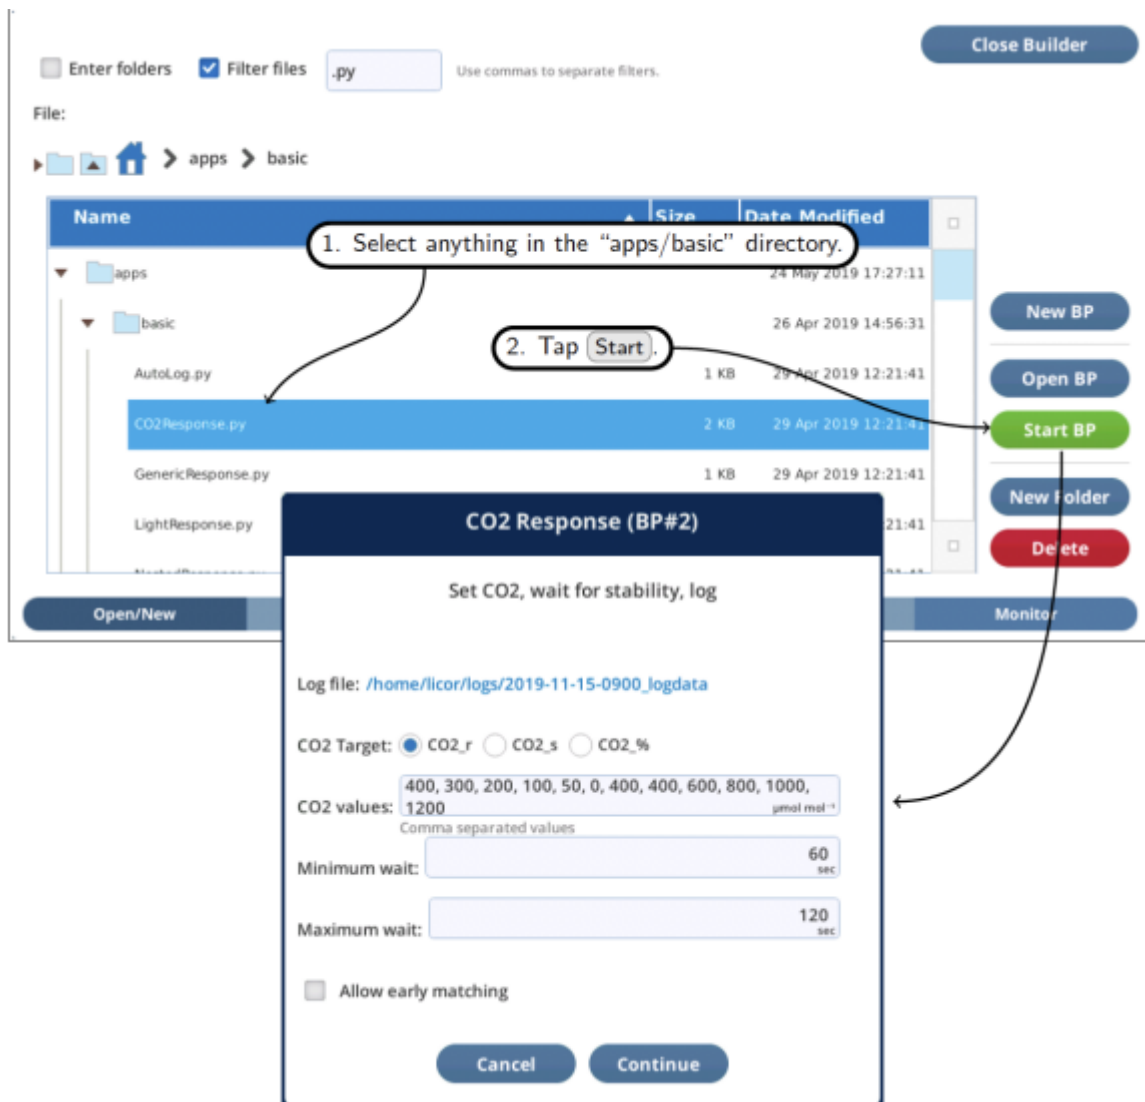 Close Builder
Enter folders Filter files .py Use commas to separate filters.
File:
apps basic
Name Size Date Modified
1. Select anything in the “apps/basic” directory.
apps 24 May 2019 17:27:11
basic 26 Apr 2019 14:56:31
2. Tap Start.
AutoLog.py 1 KB 29 Apr 2019 12:21:41
CO2Response.py 2 KB 29 Apr 2019 12:21:41
GenericResponse.py 1 KB 29 Apr 2019 12:21:41
LightResponse.py 21:41
New BP
Open BP
Start BP
New Folder
Delete
Open/New Monitor
CO2 Response (BP#2)
Set CO2, wait for stability, log
Log file: /home/licor/logs/2019-11-15-0900_logdata
CO2 Target: CO2_r CO2_s CO2_%
CO2 values: 400, 300, 200, 100, 50, 0, 400, 400, 600, 800, 1000,
1200 µmol mol⁻¹
Comma separated values
Minimum wait: 60
sec
Maximum wait: 120
sec
Allow early matching
Cancel Continue